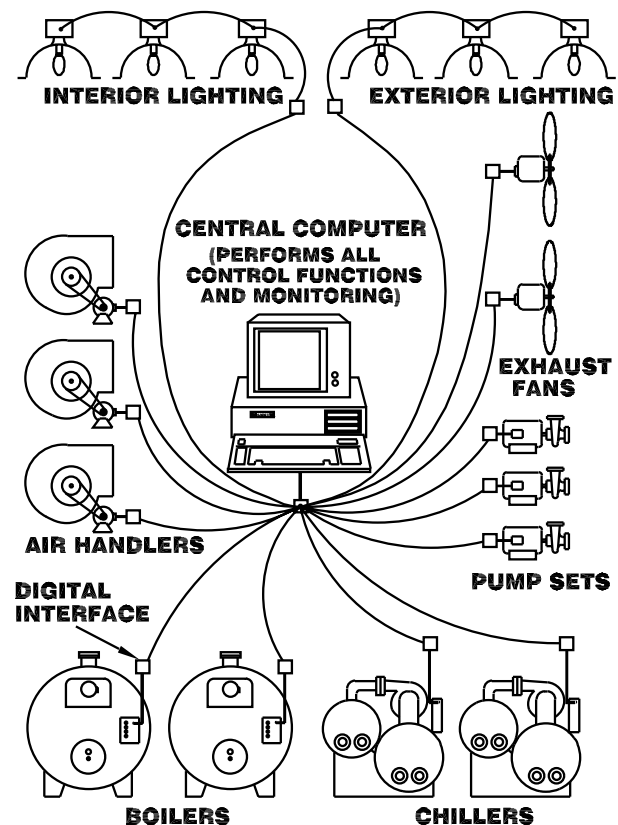 INTERIOR LIGHTING
EXTERIOR LIGHTING
CENTRAL COMPUTER
(PERFORMS ALL
CONTROL FUNCTIONS
AND MONITORING)
EXHAUST
FANS
AIR HANDLERS
PUMP SETS
DIGITAL
INTERFACE
BOILERS
CHILLERS